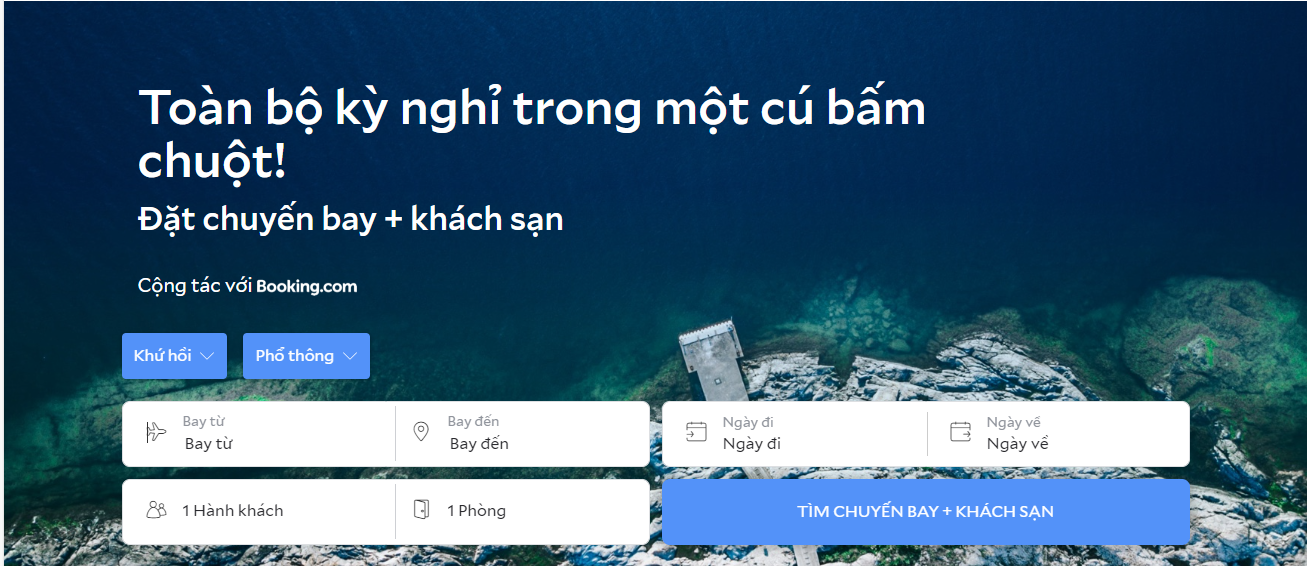 Toàn bộ kỳ nghỉ trong một cú bấm
chuột!
Đặt chuyến bay + khách sạn
Cộng tác với Booking.com
Khứ hồi
Phổ thông
Bay từ
Bay từ
Bay đến
Bay đến
Ngày đi
Ngày đi
Ngày về
Ngày về
1 Hành khách
1 Phòng
TÌM CHUYẾN BAY + KHÁCH SẠN